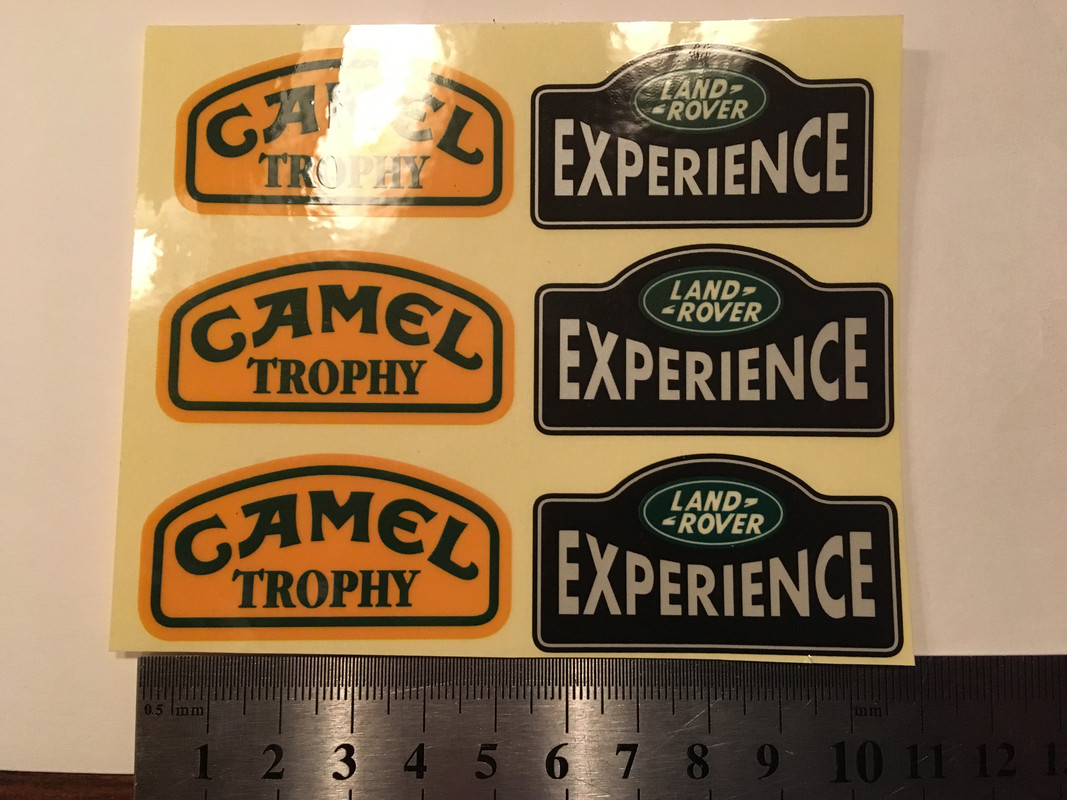 CAMEL
TROPHY
LAND-
-ROVER
EXPERIENCE
CAMEL
TROPHY
LAND-
-ROVER
EXPERIENCE
CAMEL
TROPHY
LAND-
-ROVER
EXPERIENCE
0.5 mm mm
1 2 3 4 5 6 7 8 9 10 11 12